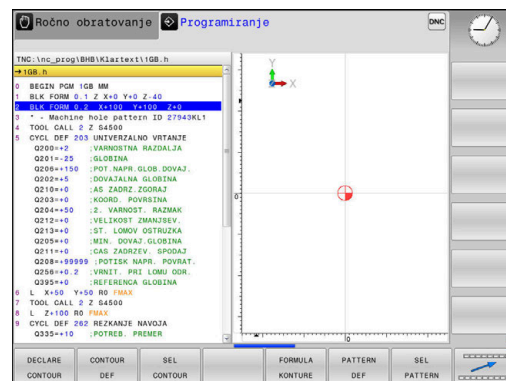 Ročno obratovanje
Programiranje
DNC
TNC:\nc_prog\BHB\Klartext\1GB.h
→1GB.h
0 BEGIN PGM 1GB MM
1 BLK FORM 0.1 Z X+0 Y+0 Z-40
2 BLK FORM 0.2 X+100 Y+100 Z+0
3 * - Machine hole pattern ID 27943KL1
4 TOOL CALL 2 Z S4500
5 CYCL DEF 203 UNIVERZALNO VRTANJE
Q200=+2 ;VARNOSTNA RAZDALJA
Q201=-25 ;GLOBINA
Q206=+150 ;POT.NAPR.GLOB.DOVAJ.
Q202=+5 ;DOVAJALNA GLOBINA
Q210=+0 ;AS ZADRZ.ZGORAJ
Q203=+0 ;KOORD. POVRSINA
Q204=+50 ;2. VARNOST. RAZMAK
Q212=+0 ;VELIKOST ZMANJSEV.
Q213=+0 ;ST. LOMOV OSTRUZKA
Q205=+0 ;MIN. DOVAJ.GLOBINA
Q211=+0 ;CAS ZADRZEV. SPODAJ
Q208=+99999 ;POTISK NAPR. POVRAT.
Q256=+0.2 ;VRNIT. PRI LOMU ODR.
Q395=+0 ;REFERENCA GLOBINA
6 L X+50 Y+50 R0 FMAX
7 TOOL CALL 2 Z S4500
8 L Z+100 R0 FMAX
9 CYCL DEF 262 REZKANJE NAVOJA
Q335=+10 ;POTREB. PREMER
Y
X
0
0
DECLARE CONTOUR
CONTOUR DEF
SEL CONTOUR
FORMULA KONTURE
PATTERN DEF
SEL PATTERN